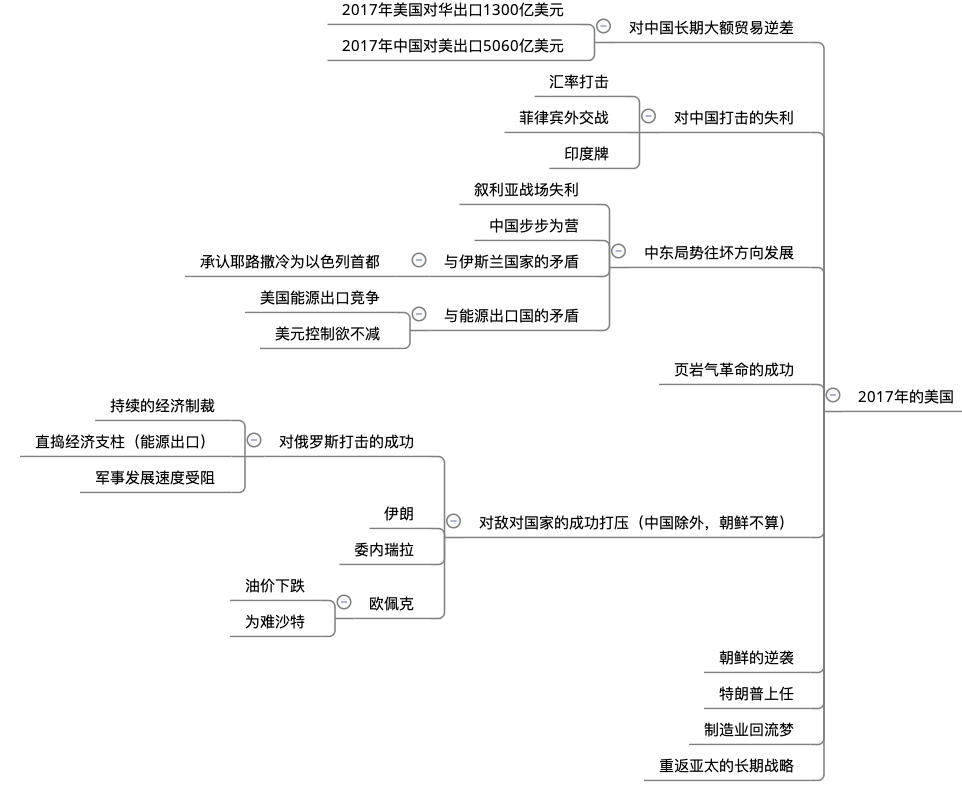 2017年美国对华出口1300亿美元
对中国长期大额贸易逆差
2017年中国对美出口5060亿美元
汇率打击
菲律宾外交战
对中国打击的失利
印度牌
叙利亚战场失利
中国步步为营
中东局势往坏方向发展
承认耶路撒冷为以色列首都
与伊斯兰国家的矛盾
美国能源出口竞争
与能源出口国的矛盾
美元控制欲不减
页岩气革命的成功
2017年的美国
持续的经济制裁
直捣经济支柱（能源出口）
对俄罗斯打击的成功
军事发展速度受阻
伊朗
对敌对国家的成功打压（中国除外，朝鲜不算）
委内瑞拉
油价下跌
欧佩克
为难沙特
朝鲜的逆袭
特朗普上任
制造业回流梦
重返亚太的长期战略